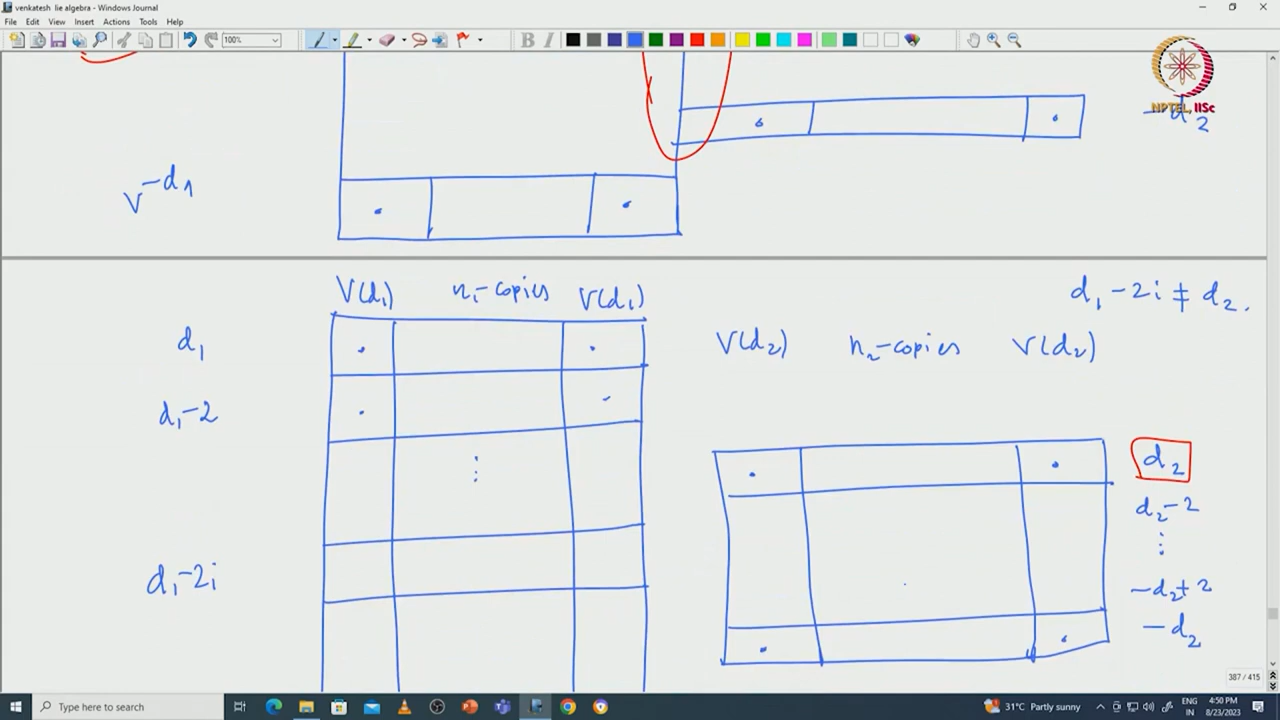 venkatesh lie algebra - Windows Journal
File Edit View Insert Actions Tools Help
100%
B I
NPTEL, IISc
-d2
V-d1
V(d1) n1-copies V(d1)
d1-2i ≠ d2.
d1
V(d2) n2-copies V(d2)
d1-2
d2
d2-2
⋮
⋮
d1-2i
-d2+2
-d2
387 / 415
Type here to search
31°C Partly sunny
ENG
IN
4:50 PM
8/23/2023